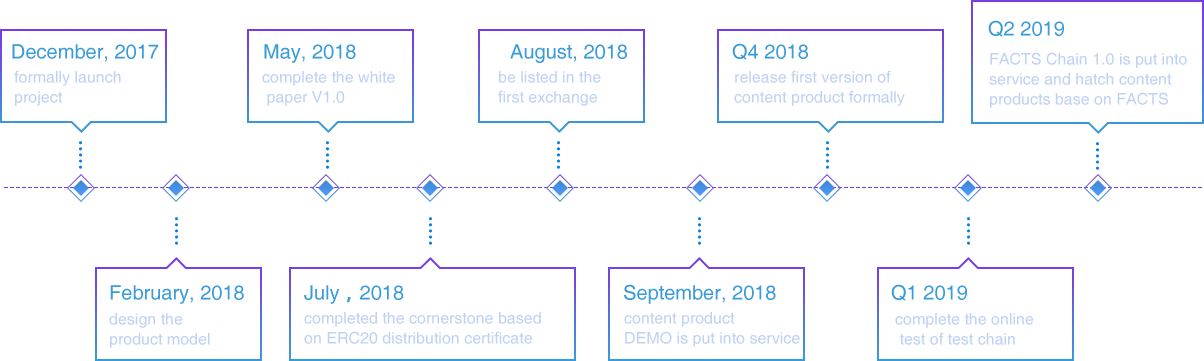 December, 2017
formally launch
project
February, 2018
design the
product model
May, 2018
complete the white
paper V1.0
July , 2018
completed the cornerstone based
on ERC20 distribution certificate
August, 2018
be listed in the
first exchange
September, 2018
content product
DEMO is put into service
Q4 2018
release first version of
content product formally
Q1 2019
complete the online
test of test chain
Q2 2019
FACTS Chain 1.0 is put into
service and hatch content
products base on FACTS